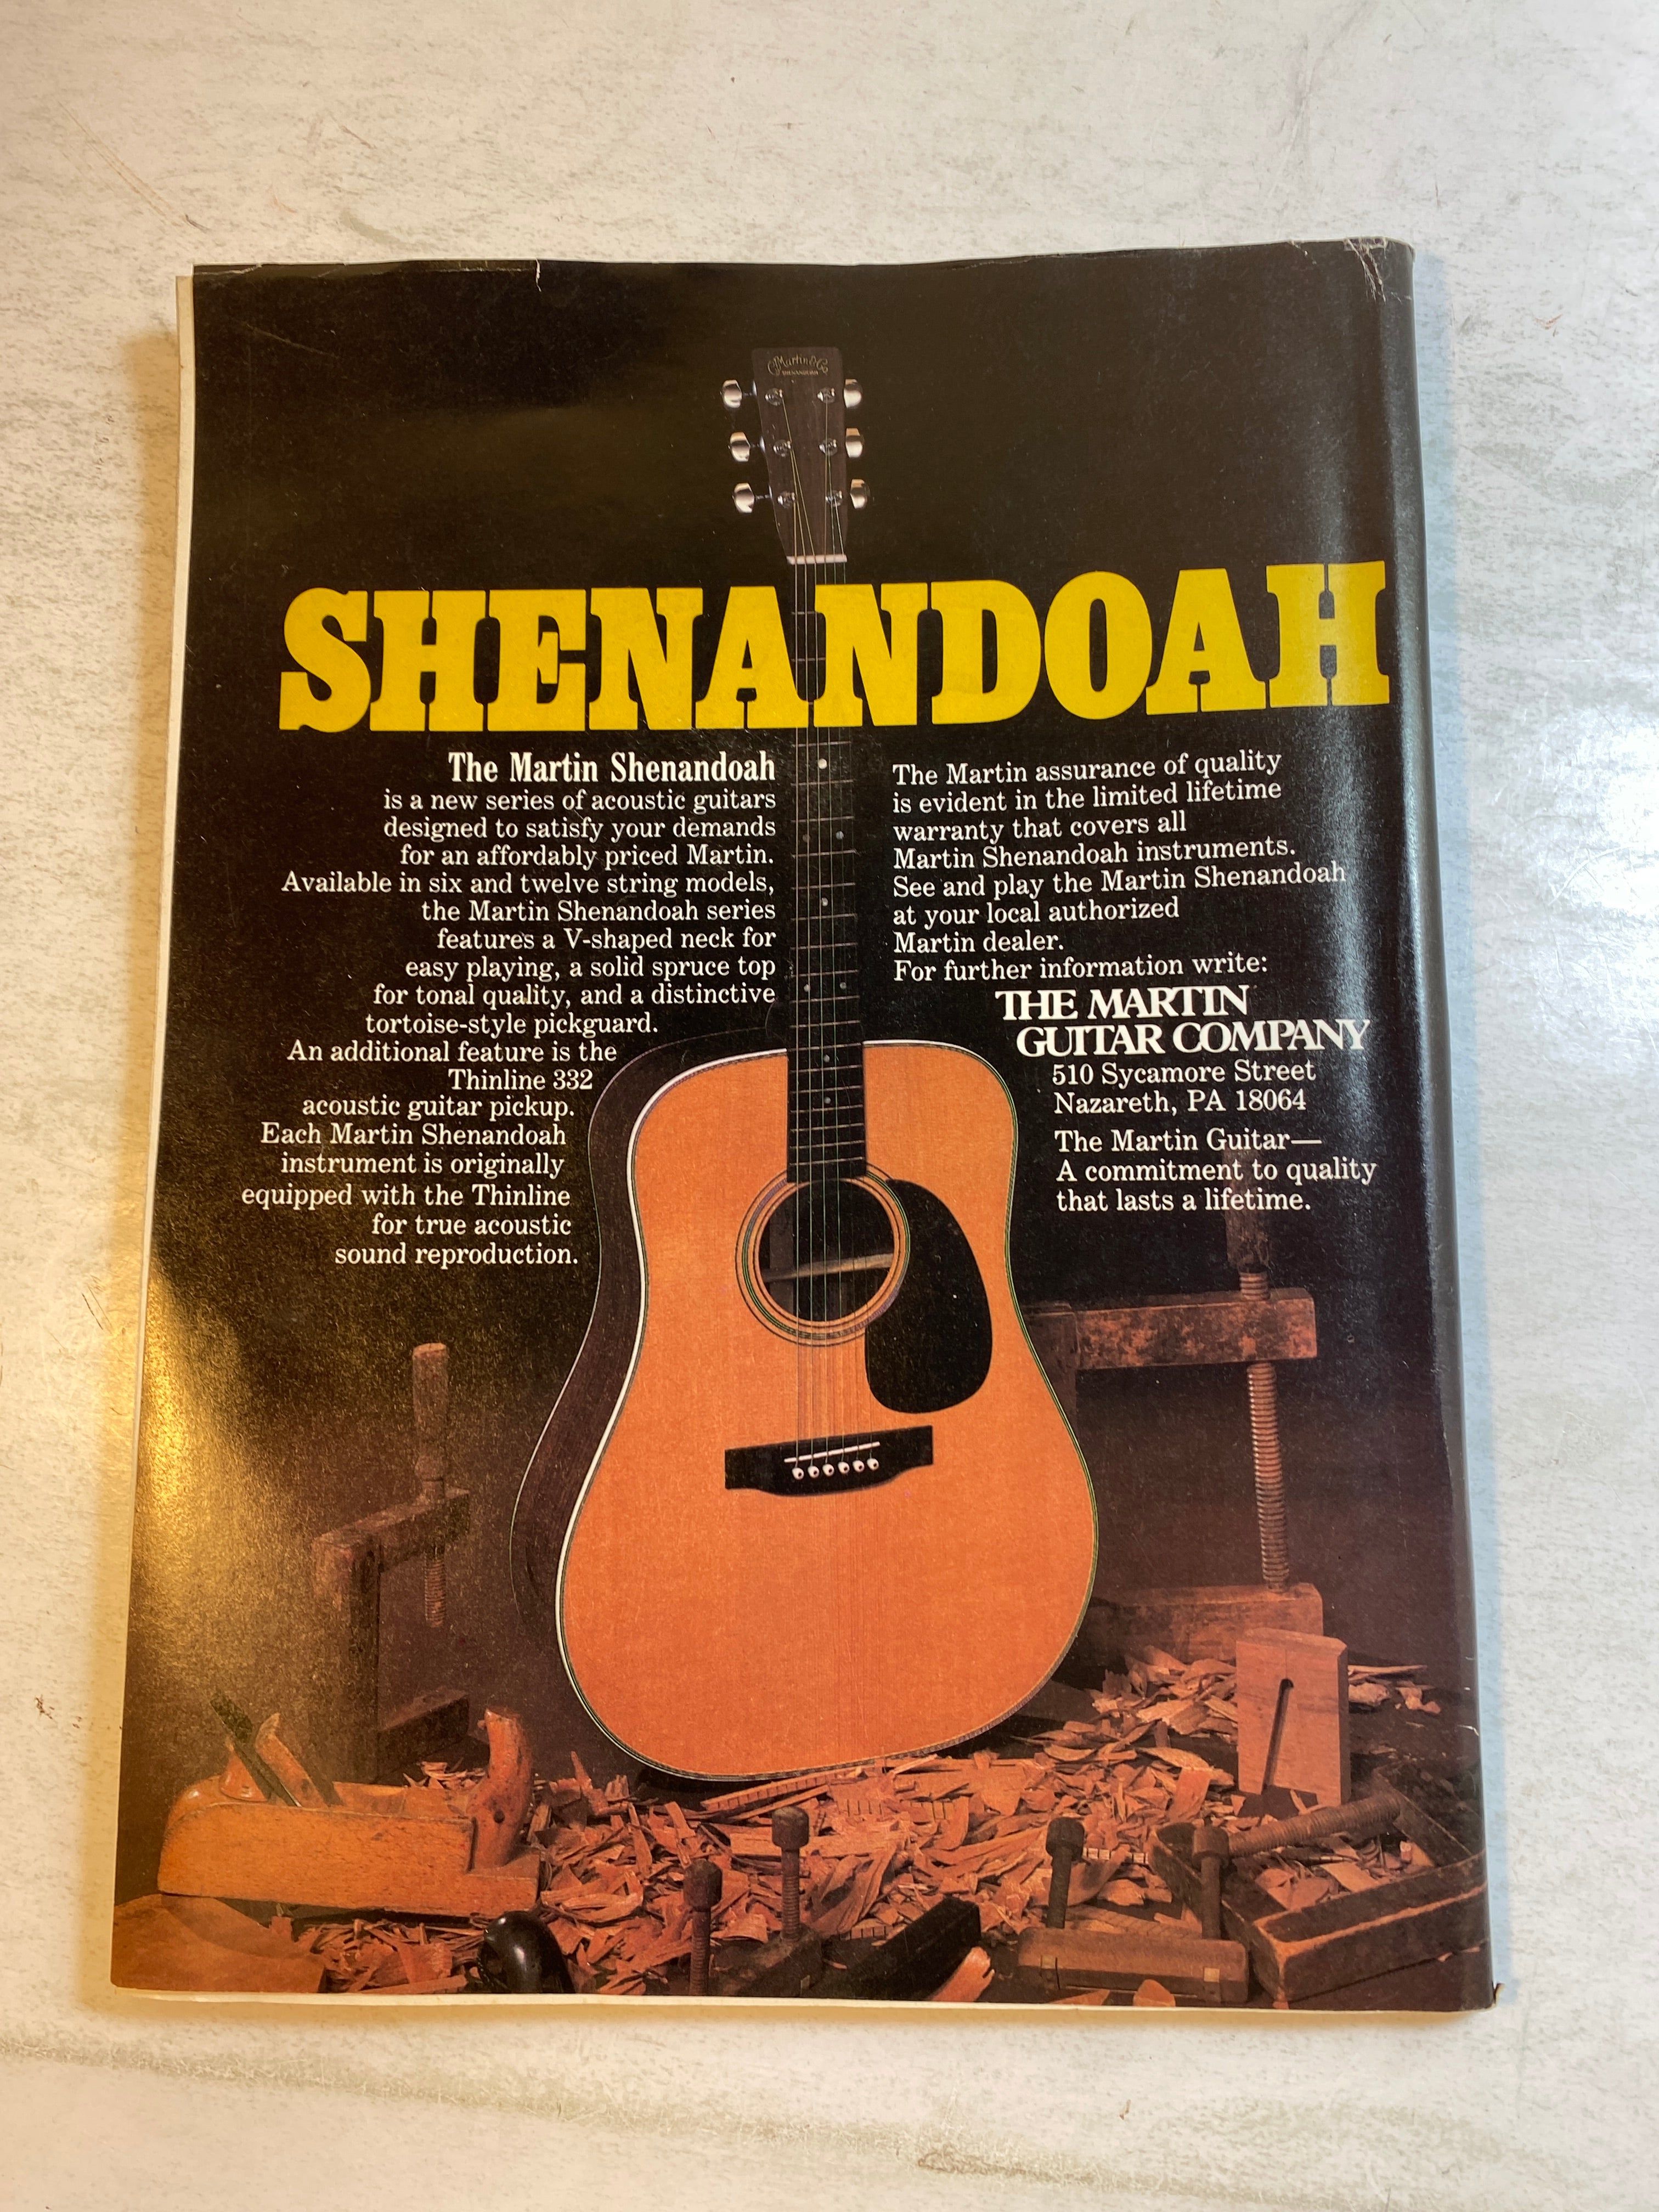 C.F. Martin & Co.
SHENANDOAH
SHENANDOAH
The Martin Shenandoah
is a new series of acoustic guitars
designed to satisfy your demands
for an affordably priced Martin.
Available in six and twelve string models,
the Martin Shenandoah series
features a V-shaped neck for
easy playing, a solid spruce top
for tonal quality, and a distinctive
tortoise-style pickguard.
An additional feature is the
Thinline 332
acoustic guitar pickup.
Each Martin Shenandoah
instrument is originally
equipped with the Thinline
for true acoustic
sound reproduction.
The Martin assurance of quality
is evident in the limited lifetime
warranty that covers all
Martin Shenandoah instruments.
See and play the Martin Shenandoah
at your local authorized
Martin dealer.
For further information write:
THE MARTIN
GUITAR COMPANY
510 Sycamore Street
Nazareth, PA 18064
The Martin Guitar—
A commitment to quality
that lasts a lifetime.